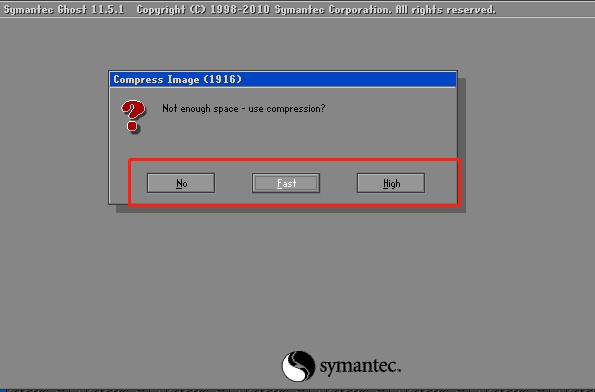 Symantec Ghost 11.5.1 Copyright (C) 1998-2010 Symantec Corporation. All rights reserved.
Compress Image (1916)
Not enough space - use compression?
No Fast High
symantec.